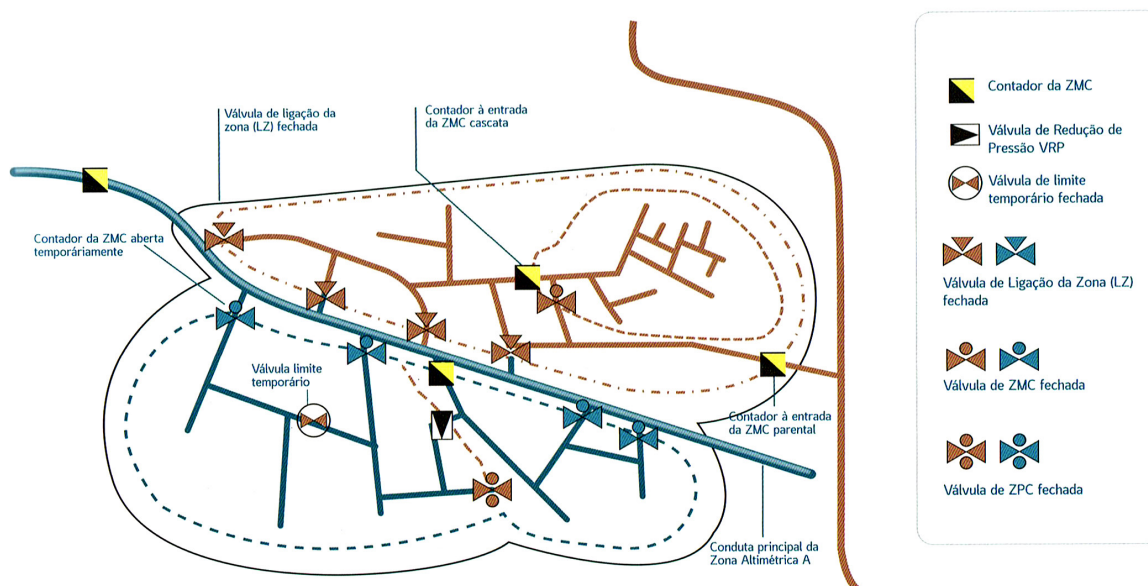 Válvula de ligação da
zona (LZ) fechada
Contador à entrada
da ZMC cascata
Contador da ZMC aberta
temporáriamente
Válvula limite
temporário
Contador à entrada
da ZMC parental
Conduta principal da
Zona Altimétrica A
Contador da ZMC
Válvula de Redução de
Pressão VRP
Válvula de limite
temporário fechada
Válvula de Ligação da Zona (LZ)
fechada
Válvula de ZMC fechada
Válvula de ZPC fechada